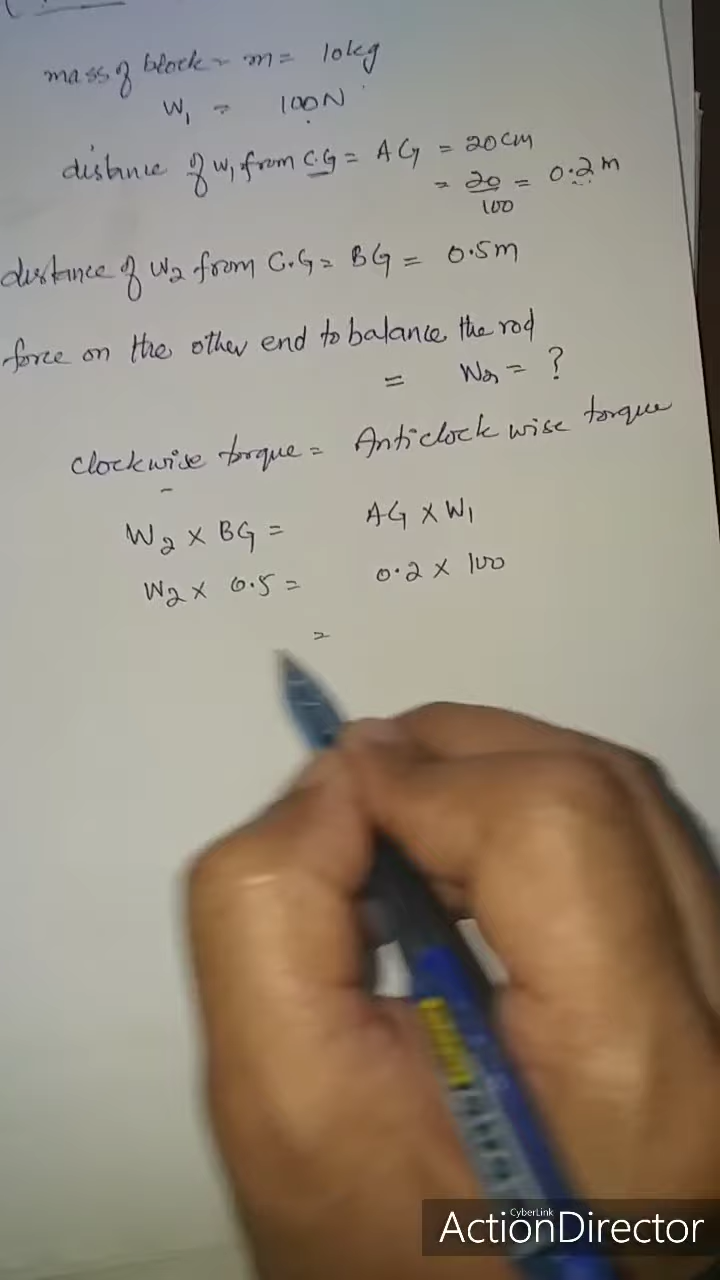 mass of block = m = 10kg
W1 = 100N
distance of W1 from C.G = AG = 20cm
= 20/100 = 0.2m
distance of W2 from C.G = BG = 0.5m
force on the other end to balance the rod
= W2 = ?
Clockwise torque = Anticlockwise torque
W2 × BG = AG × W1
W2 × 0.5 = 0.2 × 100
=
CyberLink
ActionDirector